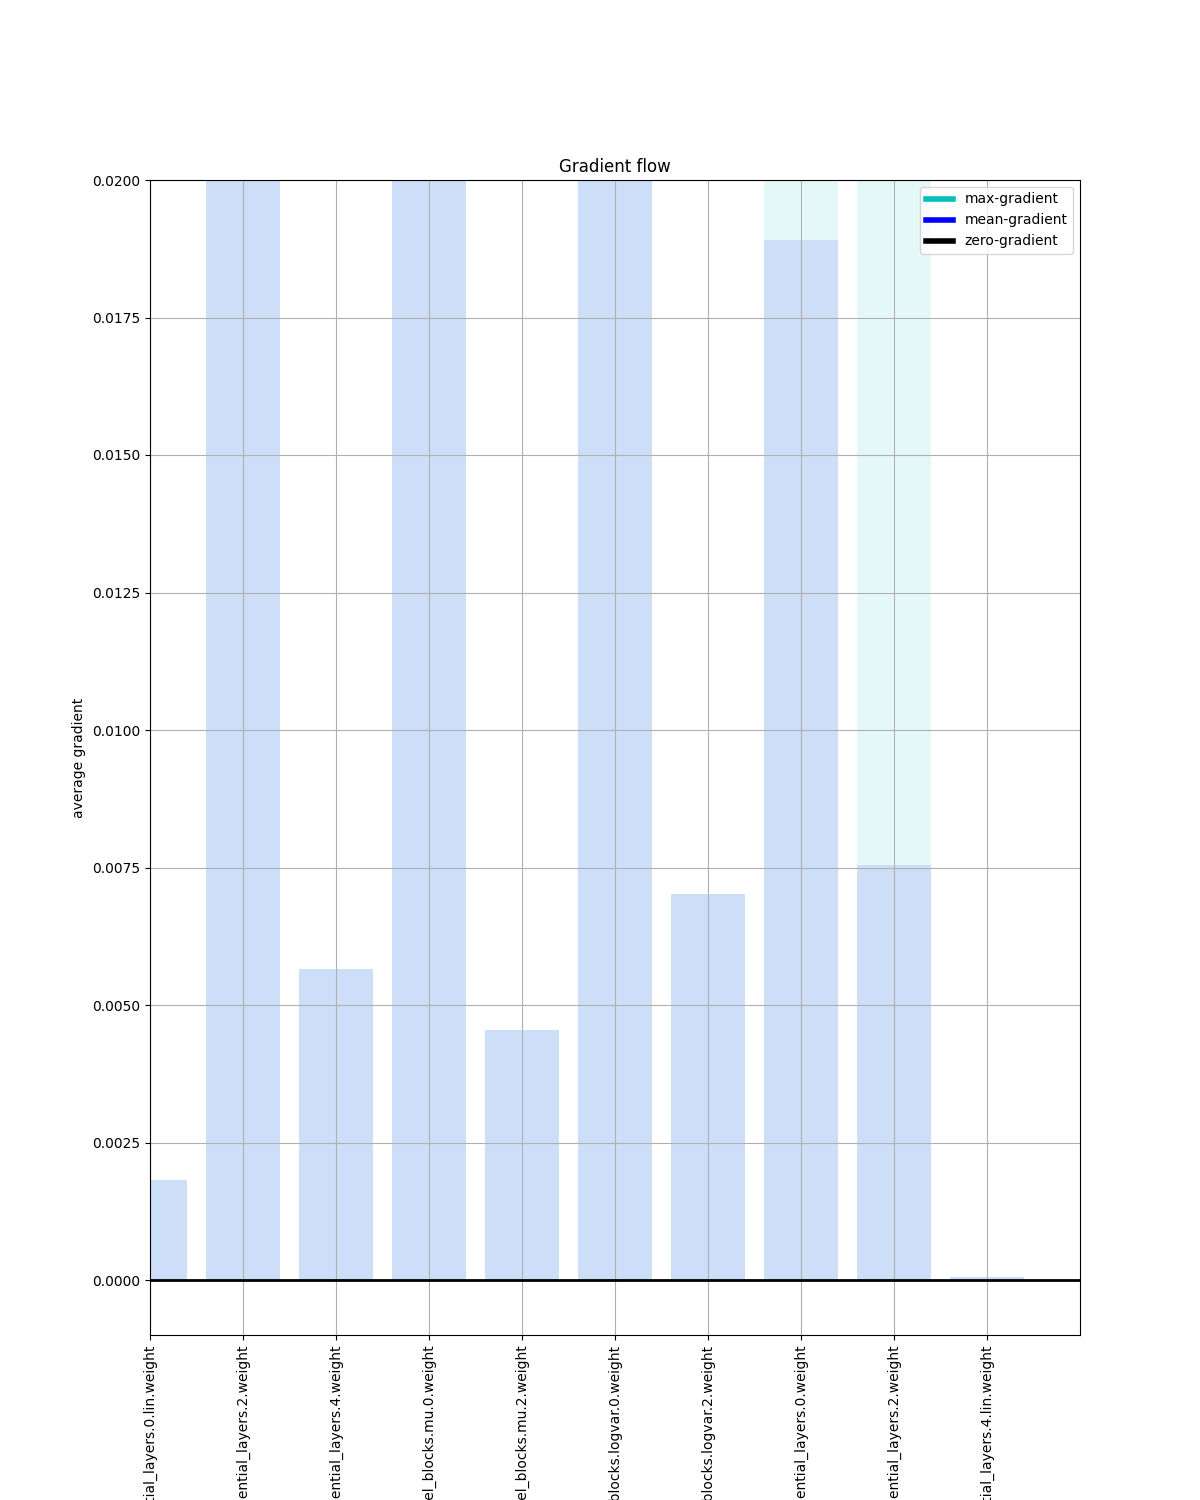 Gradient flow
max-gradient
mean-gradient
zero-gradient
0.0200
0.0175
0.0150
0.0125
0.0100
0.0075
0.0050
0.0025
0.0000
average gradient
tial_layers.0.lin.weight
ential_layers.2.weight
ential_layers.4.weight
el_blocks.mu.0.weight
el_blocks.mu.2.weight
blocks.logvar.0.weight
blocks.logvar.2.weight
ential_layers.0.weight
ential_layers.2.weight
tial_layers.4.lin.weight